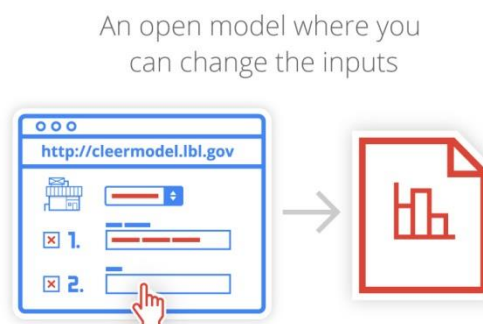 An open model where you
can change the inputs
http://cleermodel.lbl.gov
1.
2.